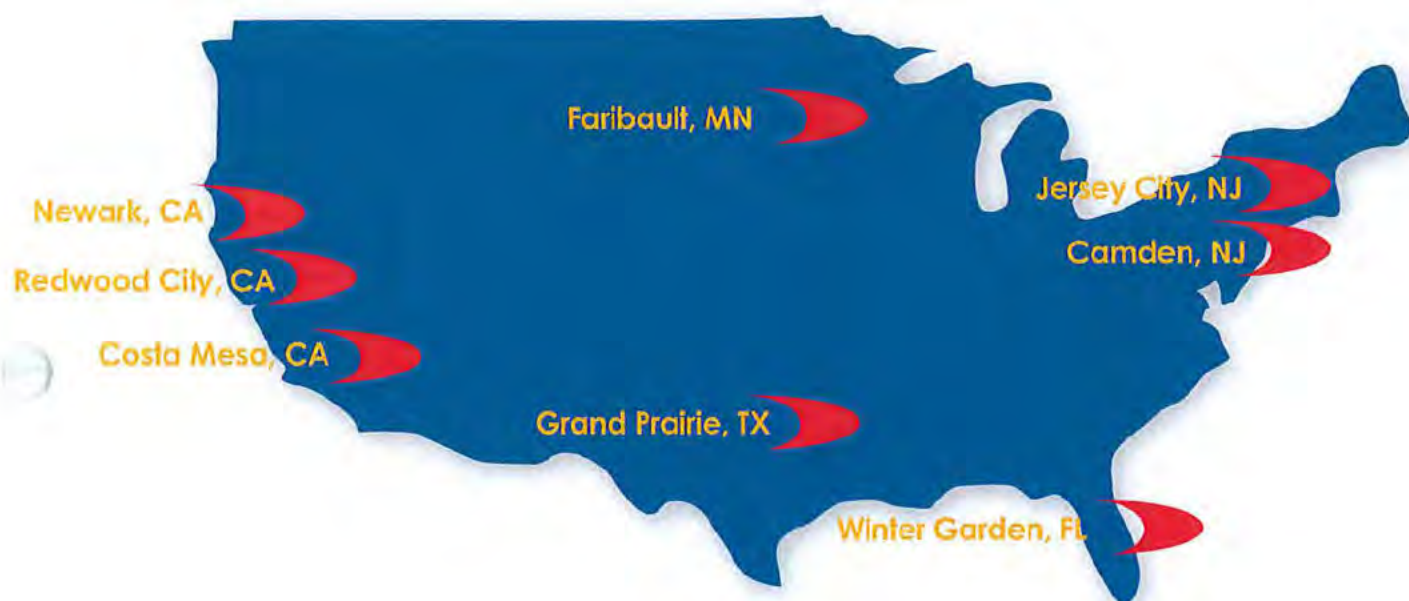 Faribault, MN
Jersey City, NJ
Newark, CA
Camden, NJ
Redwood City, CA
Costa Mesa, CA
Grand Prairie, TX
Winter Garden, FL